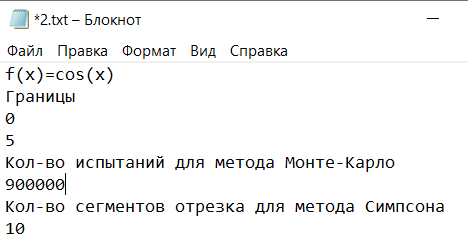 *2.txt – Блокнот
Файл Правка Формат Вид Справка
f(x)=cos(x)
Границы
0
5
Кол-во испытаний для метода Монте-Карло
900000
Кол-во сегментов отрезка для метода Симпсона
10